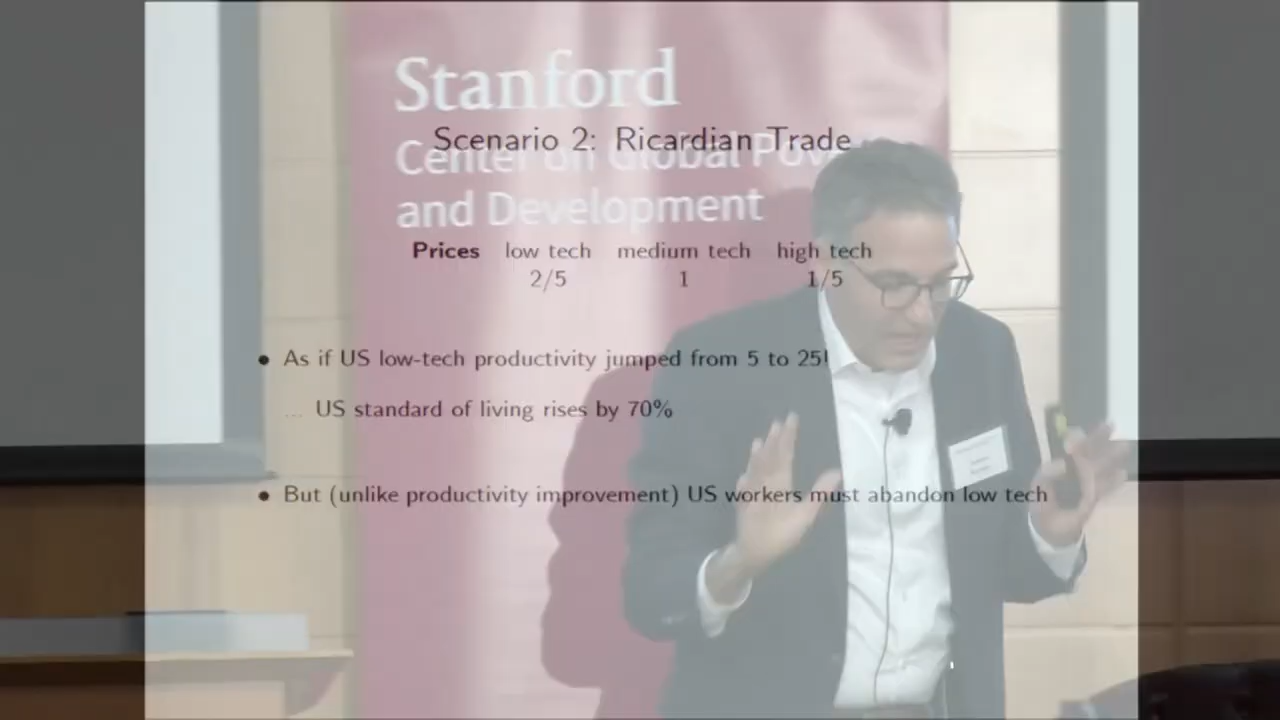 Stanford
Scenario 2: Ricardian Trade
Center on Global Poverty
and Development
Prices low tech medium tech high tech
2/5 1 1/5
• As if US low-tech productivity jumped from 5 to 25!
... US standard of living rises by 70%
• But (unlike productivity improvement) US workers must abandon low tech